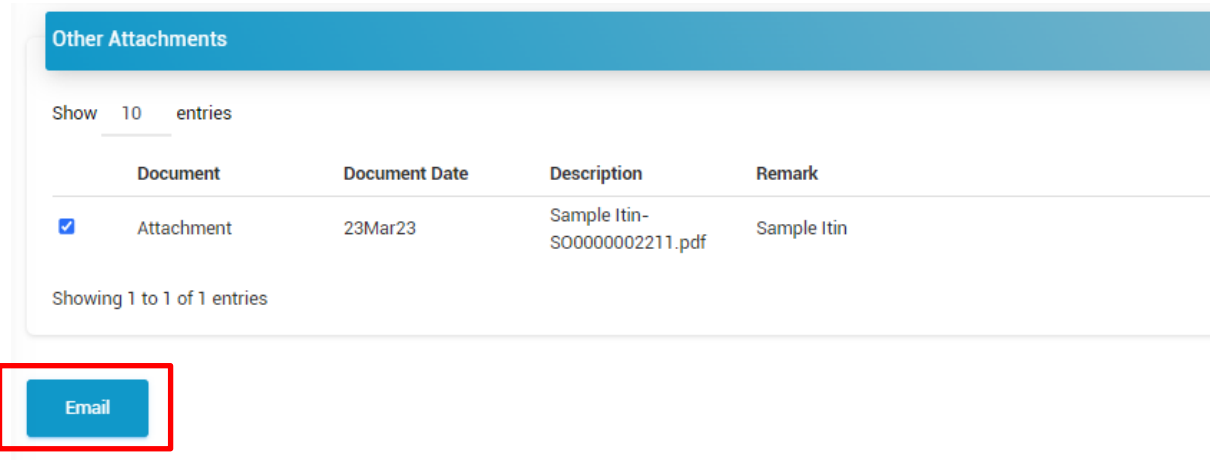 Other Attachments
Show 10 entries
Document Document Date Description Remark
Attachment 23Mar23 Sample Itin- Sample Itin
SO0000002211.pdf
Showing 1 to 1 of 1 entries
Email